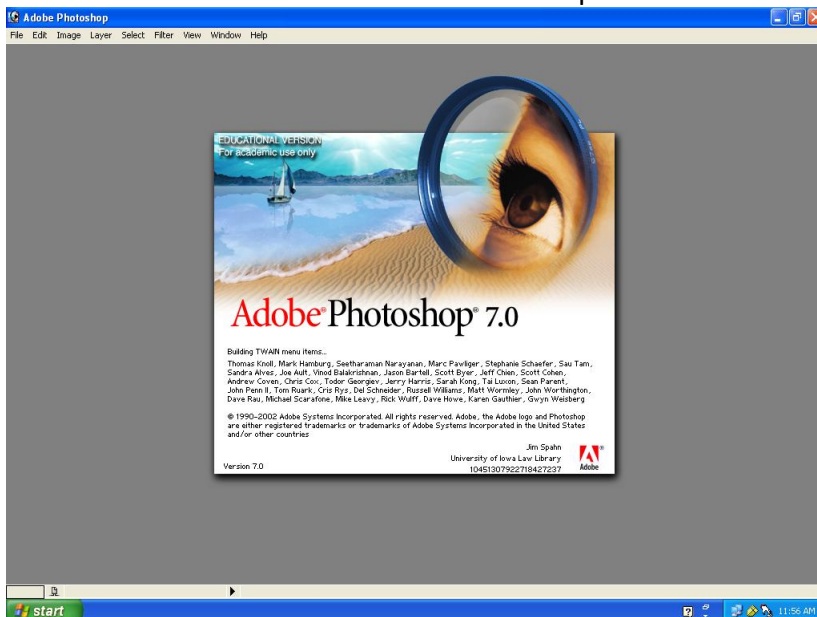 Adobe Photoshop
File Edit Image Layer Select Filter View Window Help
EDUCATIONAL VERSION
For academic use only
Adobe® Photoshop® 7.0
Building TWAIN menu items...
Thomas Knoll, Mark Hamburg, Seetharaman Narayanan, Marc Pawliger, Stephanie Schaefer, Sau Tam,
Sandra Alves, Joe Ault, Vinod Balakrishnan, Jason Bartell, Scott Byer, Jeff Chien, Scott Cohen,
Andrew Coven, Chris Cox, Todor Georgiev, Jerry Harris, Sarah Kong, Tai Luxon, Sean Parent,
John Penn II, Tom Ruark, Cris Rys, Del Schneider, Russell Williams, Matt Wormley, John Worthington,
Dave Rau, Michael Scarafone, Mike Leavy, Rick Wulff, Dave Howe, Karen Gauthier, Gwyn Weisberg
© 1990-2002 Adobe Systems Incorporated. All rights reserved. Adobe, the Adobe logo and Photoshop
are either registered trademarks or trademarks of Adobe Systems Incorporated in the United States
and/or other countries
Jim Spahn
University of Iowa Law Library
Version 7.0
10451307922718427237
Adobe
start
11:56 AM